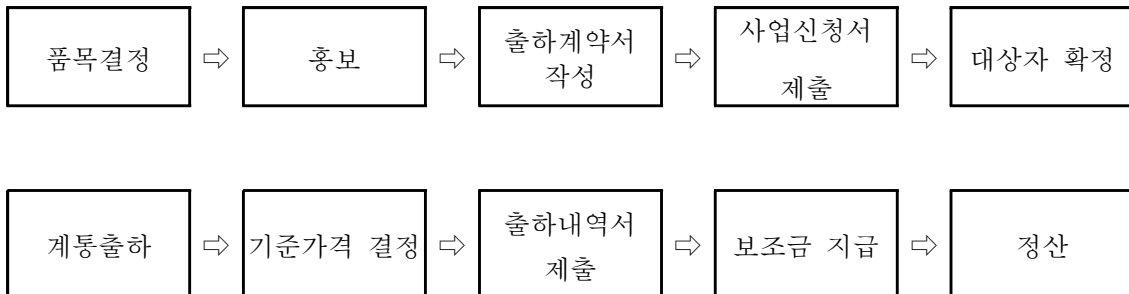 품목결정 ⇨ 홍보 ⇨ 출하계약서
작성 ⇨ 사업신청서
제출 ⇨ 대상자 확정
계통출하 ⇨ 기준가격 결정 ⇨ 출하내역서
제출 ⇨ 보조금 지급 ⇨ 정산